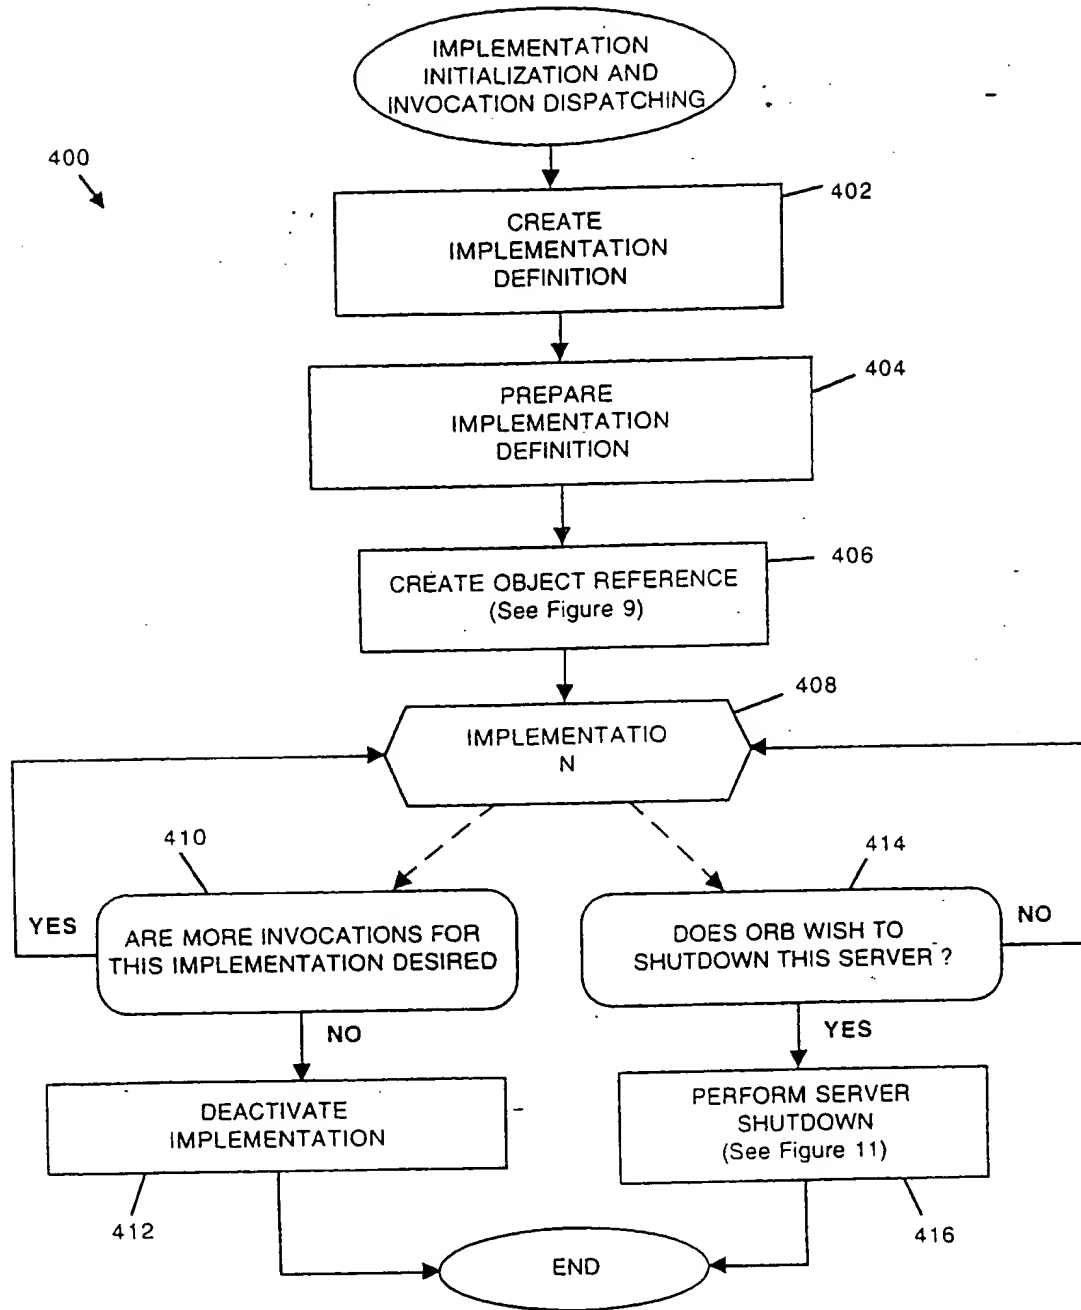 IMPLEMENTATION
INITIALIZATION AND
INVOCATION DISPATCHING
400
402
CREATE
IMPLEMENTATION
DEFINITION
404
PREPARE
IMPLEMENTATION
DEFINITION
406
CREATE OBJECT REFERENCE
(See Figure 9)
408
IMPLEMENTATIO
N
410
414
YES
ARE MORE INVOCATIONS FOR
THIS IMPLEMENTATION DESIRED
DOES ORB WISH TO
SHUTDOWN THIS SERVER ?
NO
NO
YES
DEACTIVATE
IMPLEMENTATION
PERFORM SERVER
SHUTDOWN
(See Figure 11)
412
416
END